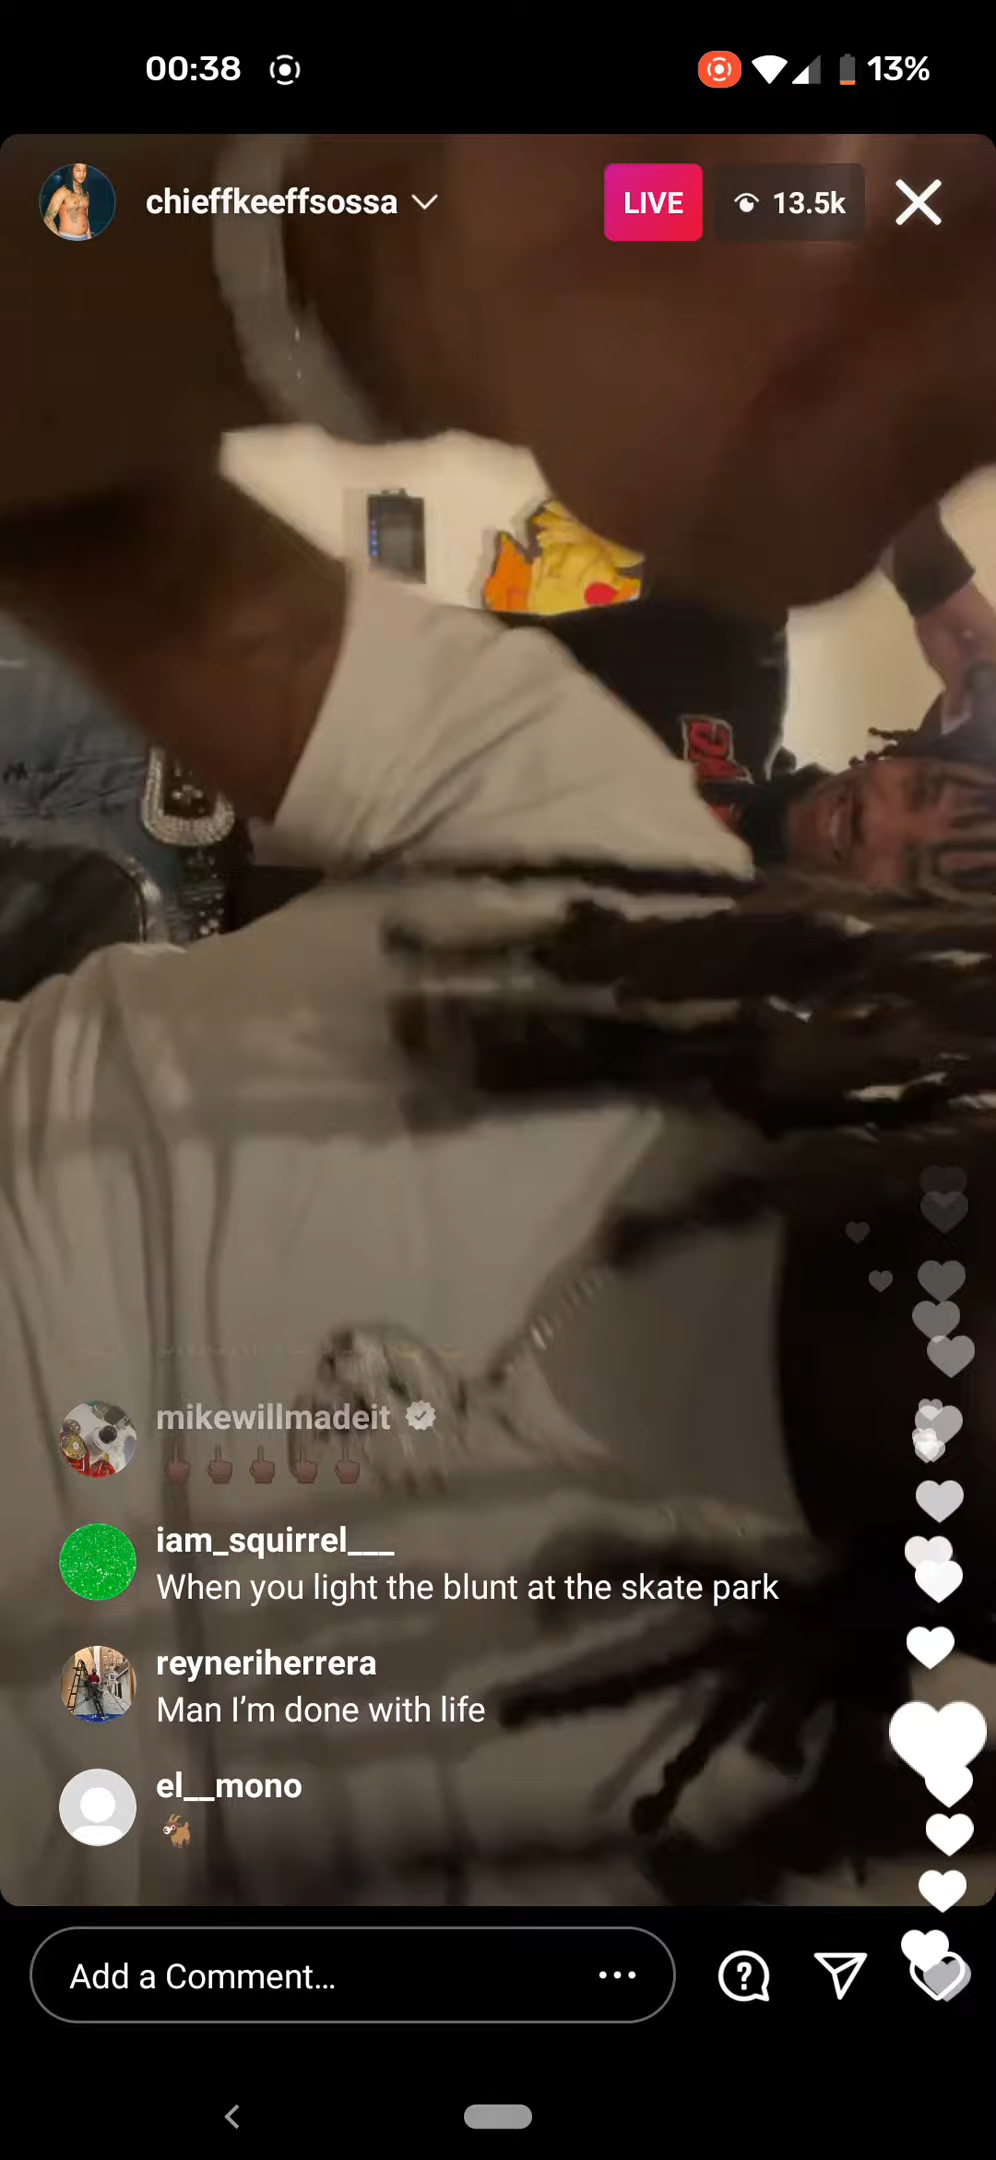 00:38
13%
chieffkeeffsossa
LIVE
13.5k
mikewillmadeit
iam_squirrel___
When you light the blunt at the skate park
reyneriherrera
Man I’m done with life
el__mono
Add a Comment…